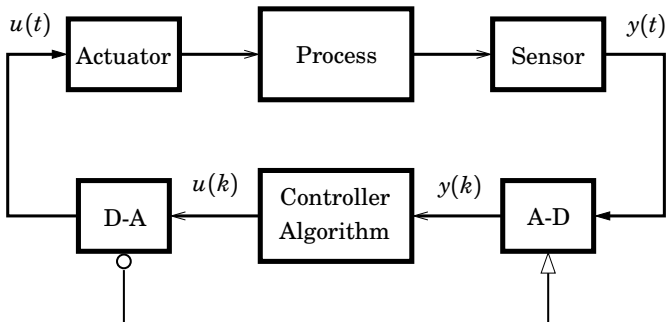 u(t)
y(t)
Actuator
Process
Sensor
u(k)
y(k)
D-A
Controller
Algorithm
A-D